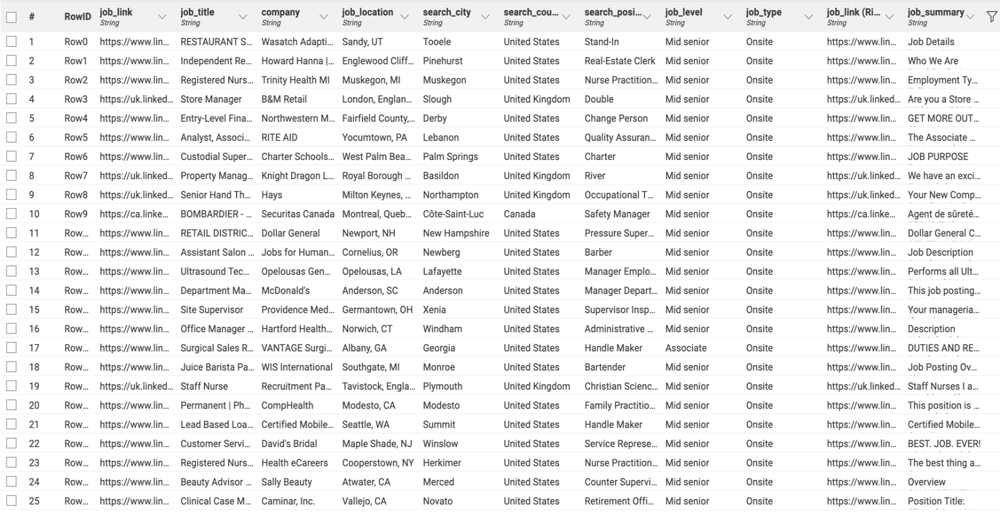 # RowID job_link job_title company job_location search_city search_cou... search_posi... job_level job_type job_link (Ri... job_summary
String String String String String String String String String String String
1 Row0 https://www.lin... RESTAURANT S... Wasatch Adapti... Sandy, UT Tooele United States Stand-In Mid senior Onsite https://www.lin... Job Details
2 Row1 https://www.lin... Independent Re... Howard Hanna |... Englewood Cliff... Pinehurst United States Real-Estate Clerk Mid senior Onsite https://www.lin... Who We Are
3 Row2 https://www.lin... Registered Nurs... Trinity Health MI Muskegon, MI Muskegon United States Nurse Practition... Mid senior Onsite https://www.lin... Employment Ty...
4 Row3 https://uk.linked... Store Manager B&M Retail London, Englan... Slough United Kingdom Double Mid senior Onsite https://uk.linked... Are you a Store ...
5 Row4 https://www.lin... Entry-Level Fina... Northwestern M... Fairfield County,... Derby United States Change Person Mid senior Onsite https://www.lin... GET MORE OUT...
6 Row5 https://www.lin... Analyst, Associ... RITE AID Yocumtown, PA Lebanon United States Quality Assuran... Mid senior Onsite https://www.lin... The Associate ...
7 Row6 https://www.lin... Custodial Super... Charter Schools... West Palm Bea... Palm Springs United States Charter Mid senior Onsite https://www.lin... JOB PURPOSE
8 Row7 https://uk.linked... Property Manag... Knight Dragon L... Royal Borough ... Basildon United Kingdom River Mid senior Onsite https://uk.linked... We have an exci...
9 Row8 https://uk.linked... Senior Hand Th... Hays Milton Keynes, ... Northampton United Kingdom Occupational T... Mid senior Onsite https://uk.linked... Your New Comp...
10 Row9 https://ca.linke... BOMBARDIER - ... Securitas Canada Montreal, Queb... Côte-Saint-Luc Canada Safety Manager Mid senior Onsite https://ca.linke... Agent de sûreté...
11 Row... https://www.lin... RETAIL DISTRIC... Dollar General Newport, NH New Hampshire United States Pressure Super... Mid senior Onsite https://www.lin... Dollar General C...
12 Row... https://www.lin... Assistant Salon ... Jobs for Human... Cornelius, OR Newberg United States Barber Mid senior Onsite https://www.lin... Job Description
13 Row... https://www.lin... Ultrasound Tec... Opelousas Gen... Opelousas, LA Lafayette United States Manager Emplo... Mid senior Onsite https://www.lin... Performs all Ult...
14 Row... https://www.lin... Department Ma... McDonald's Anderson, SC Anderson United States Manager Depart... Mid senior Onsite https://www.lin... This job posting...
15 Row... https://www.lin... Site Supervisor Providence Med... Germantown, OH Xenia United States Supervisor Insp... Mid senior Onsite https://www.lin... Your manageria...
16 Row... https://www.lin... Office Manager ... Hartford Health... Norwich, CT Windham United States Administrative ... Mid senior Onsite https://www.lin... Description
17 Row... https://www.lin... Surgical Sales R... VANTAGE Surgi... Albany, GA Georgia United States Handle Maker Associate Onsite https://www.lin... DUTIES AND RE...
18 Row... https://www.lin... Juice Barista Pa... WIS International Southgate, MI Monroe United States Bartender Mid senior Onsite https://www.lin... Job Posting Ov...
19 Row... https://uk.linked... Staff Nurse Recruitment Pa... Tavistock, Engla... Plymouth United Kingdom Christian Scienc... Mid senior Onsite https://uk.linked... Staff Nurses I a...
20 Row... https://www.lin... Permanent | Ph... CompHealth Modesto, CA Modesto United States Family Practitio... Mid senior Onsite https://www.lin... This position is ...
21 Row... https://www.lin... Lead Based Loa... Certified Mobile... Seattle, WA Summit United States Handle Maker Mid senior Onsite https://www.lin... Certified Mobile...
22 Row... https://www.lin... Customer Servi... David's Bridal Maple Shade, NJ Winslow United States Service Represe... Mid senior Onsite https://www.lin... BEST. JOB. EVER!
23 Row... https://www.lin... Registered Nurs... Health eCareers Cooperstown, NY Herkimer United States Nurse Practition... Mid senior Onsite https://www.lin... The best thing a...
24 Row... https://www.lin... Beauty Advisor ... Sally Beauty Atwater, CA Merced United States Counter Supervi... Mid senior Onsite https://www.lin... Overview
25 Row... https://www.lin... Clinical Case M... Caminar, Inc. Vallejo, CA Novato United States Retirement Offi... Mid senior Onsite https://www.lin... Position Title: